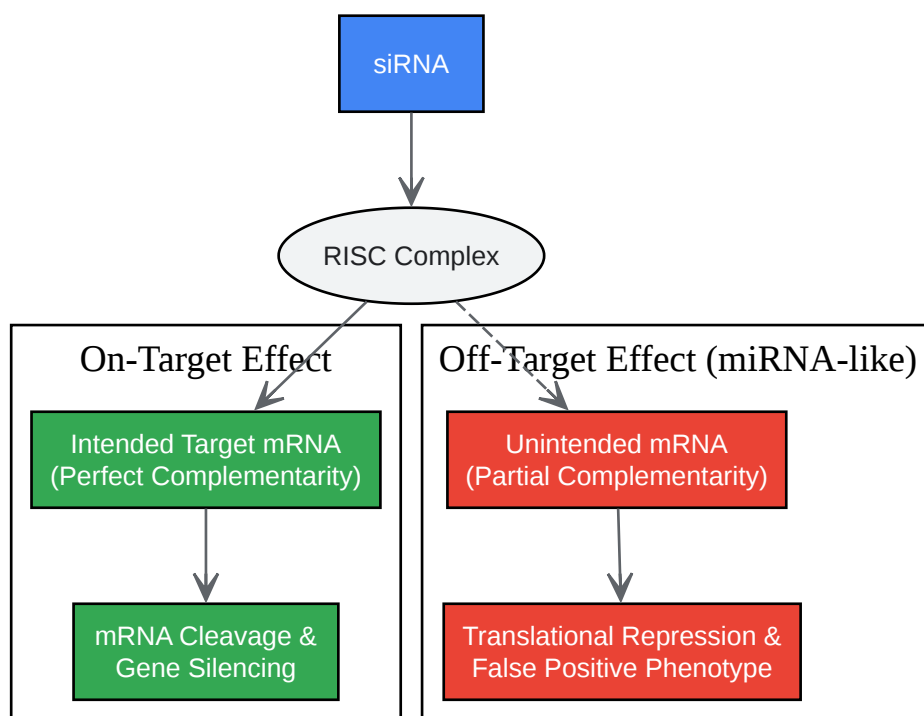 siRNA
RISC Complex
On-Target Effect
Intended Target mRNA
(Perfect Complementarity)
mRNA Cleavage &
Gene Silencing
Off-Target Effect (miRNA-like)
Unintended mRNA
(Partial Complementarity)
Translational Repression &
False Positive Phenotype